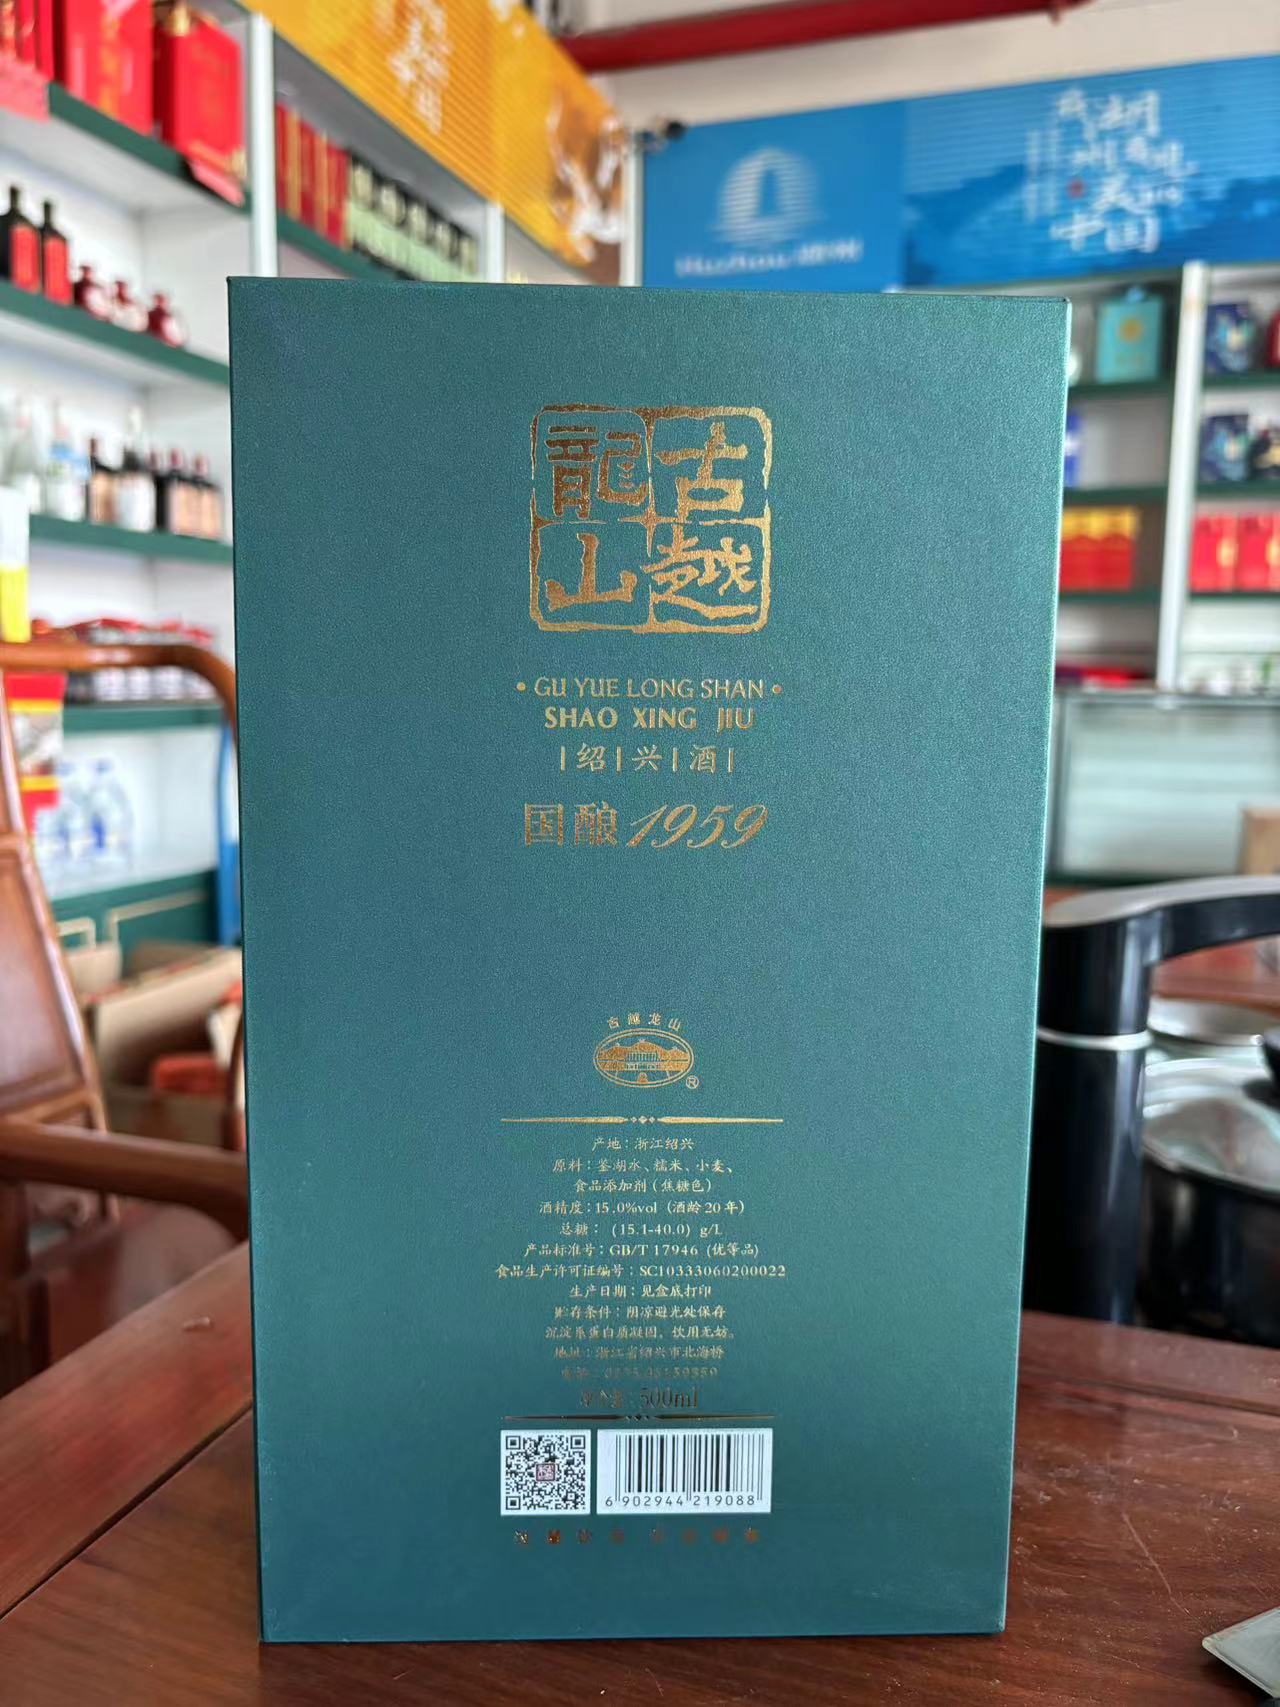 古越
龍山
• GU YUE LONG SHAN •
SHAO XING JIU
|绍|兴|酒|
国酿1959
古越龙山
®
产地：浙江绍兴
原料：鉴湖水、糯米、小麦、
食品添加剂（焦糖色）
酒精度：15.0%vol（酒龄20年）
总糖：（15.1-40.0）g/L
产品标准号：GB/T 17946（优等品）
食品生产许可证编号：SC10333060200022
生产日期：见盒底打印
贮存条件：阴凉避光处保存
沉淀系蛋白质凝固，饮用无妨。
地址：浙江省绍兴市北海桥
500ml
6 902944 219088
中国